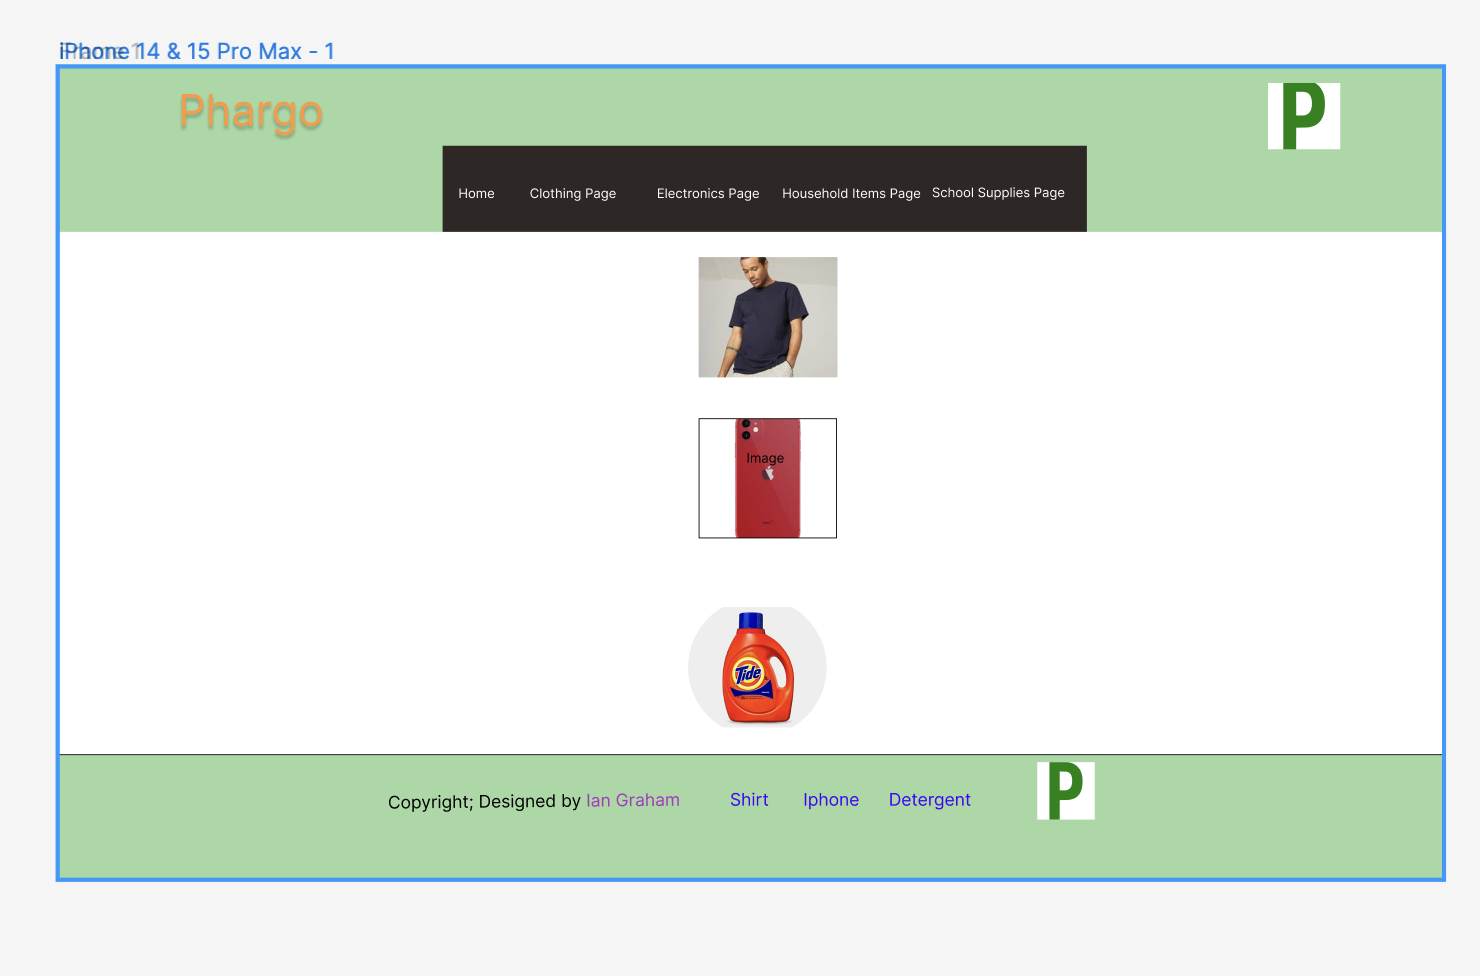 iPhone 14 & 15 Pro Max - 1
Phargo
P
Home Clothing Page Electronics Page Household Items Page School Supplies Page
Image
Tide
Copyright; Designed by Ian Graham Shirt Iphone Detergent
P